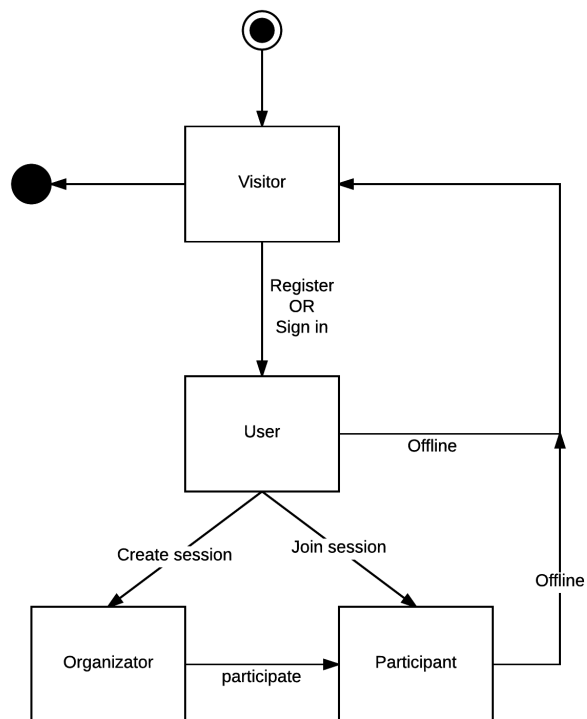 Visitor
Register
OR
Sign in
User
Offline
Create session
Join session
Offline
Organizator
participate
Participant